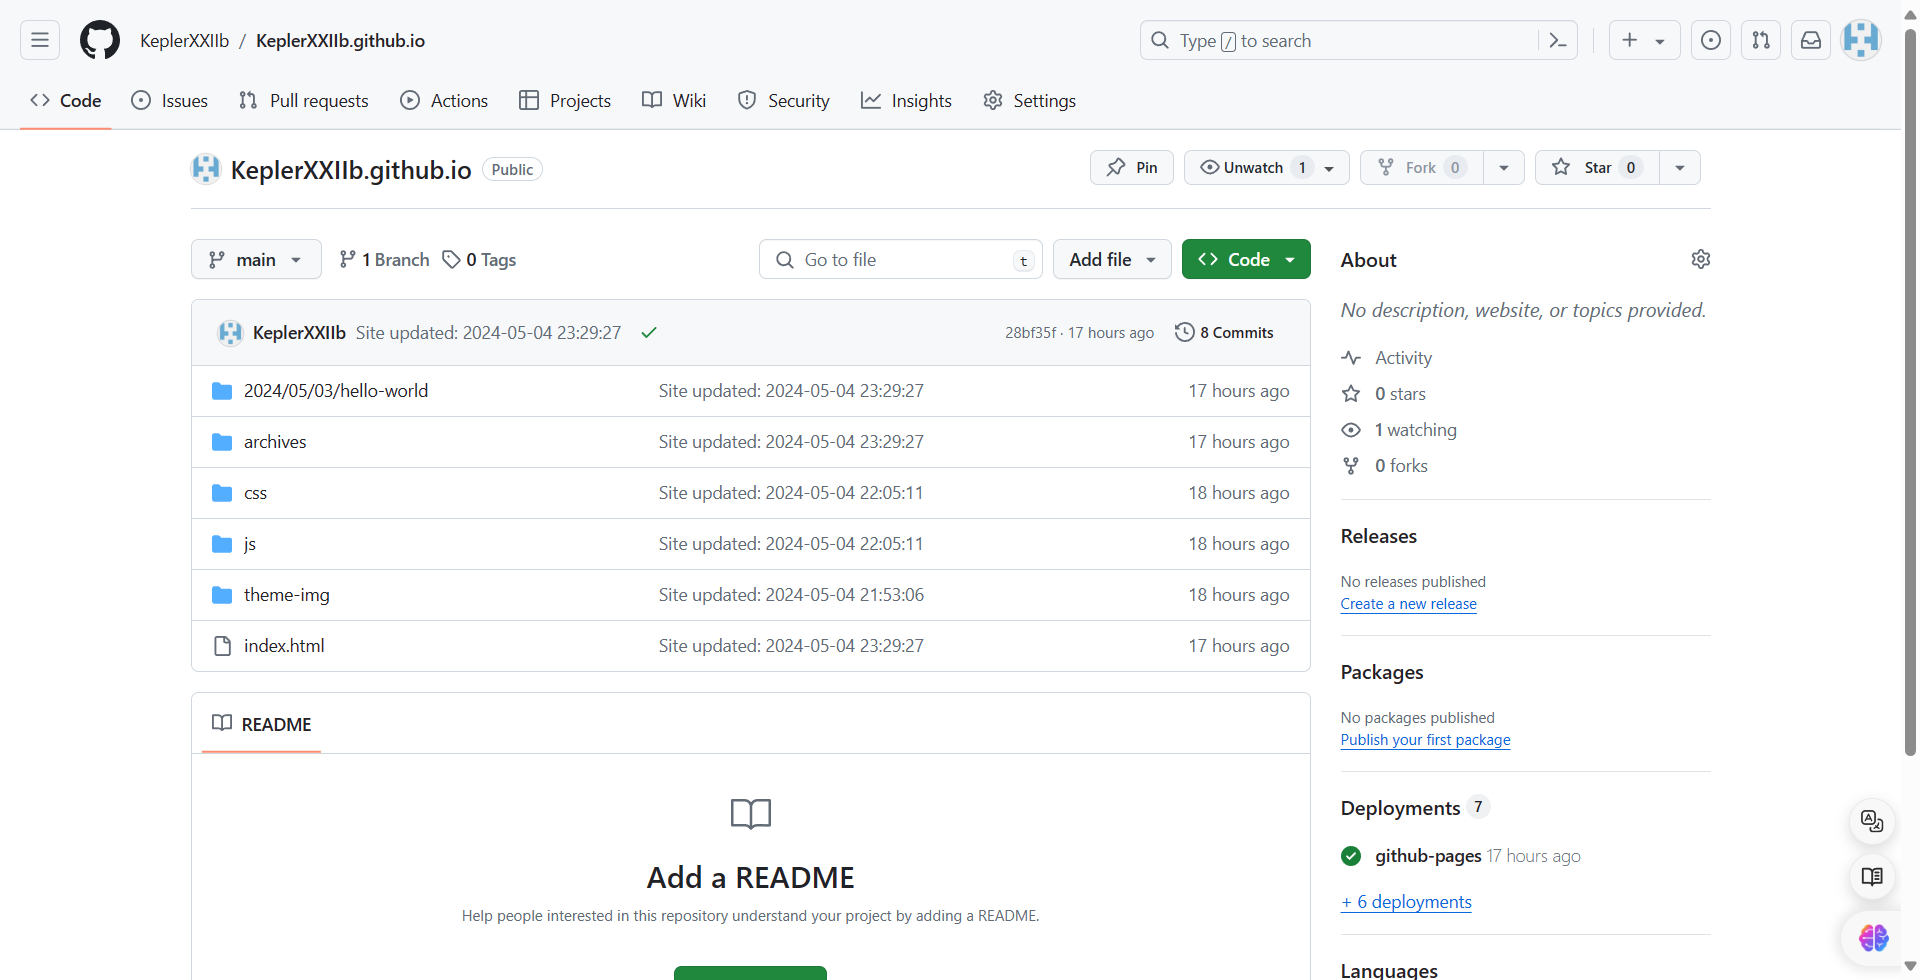 KeplerXXIIb / KeplerXXIIb.github.io
Type / to search
Code Issues Pull requests Actions Projects Wiki Security Insights Settings
KeplerXXIIb.github.io Public
Pin Unwatch 1 Fork 0 Star 0
main 1 Branch 0 Tags Go to file t Add file Code
KeplerXXIIb Site updated: 2024-05-04 23:29:27 28bf35f · 17 hours ago 8 Commits
2024/05/03/hello-world Site updated: 2024-05-04 23:29:27 17 hours ago
archives Site updated: 2024-05-04 23:29:27 17 hours ago
css Site updated: 2024-05-04 22:05:11 18 hours ago
js Site updated: 2024-05-04 22:05:11 18 hours ago
theme-img Site updated: 2024-05-04 21:53:06 18 hours ago
index.html Site updated: 2024-05-04 23:29:27 17 hours ago
README
Add a README
Help people interested in this repository understand your project by adding a README.
About
No description, website, or topics provided.
Activity
0 stars
1 watching
0 forks
Releases
No releases published
Create a new release
Packages
No packages published
Publish your first package
Deployments 7
github-pages 17 hours ago
+ 6 deployments
Languages